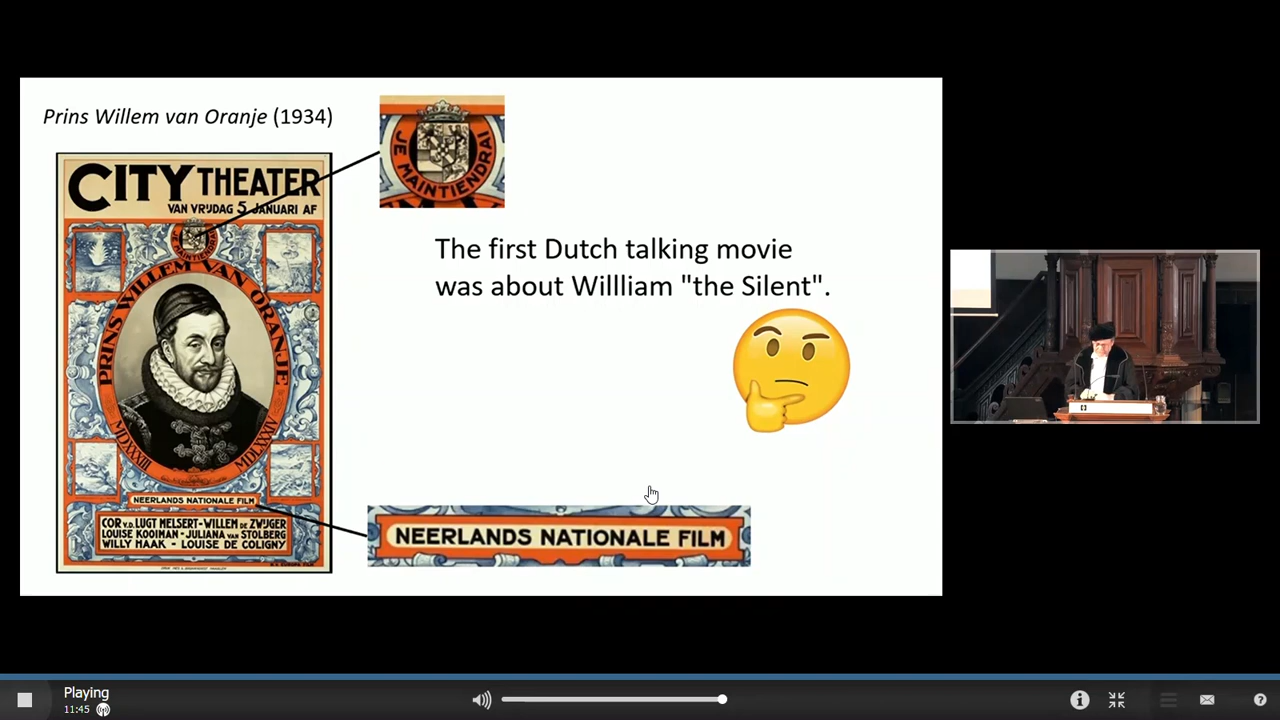 Prins Willem van Oranje (1934)
CITY THEATER
VAN VRIJDAG 5 JANUARI AF
JE MAINTIENDRAI
PRINS WILLEM VAN ORANJE
MDXXXIII MDLXXXIV
NEERLANDS NATIONALE FILM
COR v.d. LUGT MELSERT - WILLEM DE ZWIJGER
LOUISE KOOIMAN - JULIANA VAN STOLBERG
WILLY HAAK - LOUISE DE COLIGNY
JE MAINTIENDRAI
The first Dutch talking movie
was about Willliam "the Silent".
NEERLANDS NATIONALE FILM
Playing
11:45